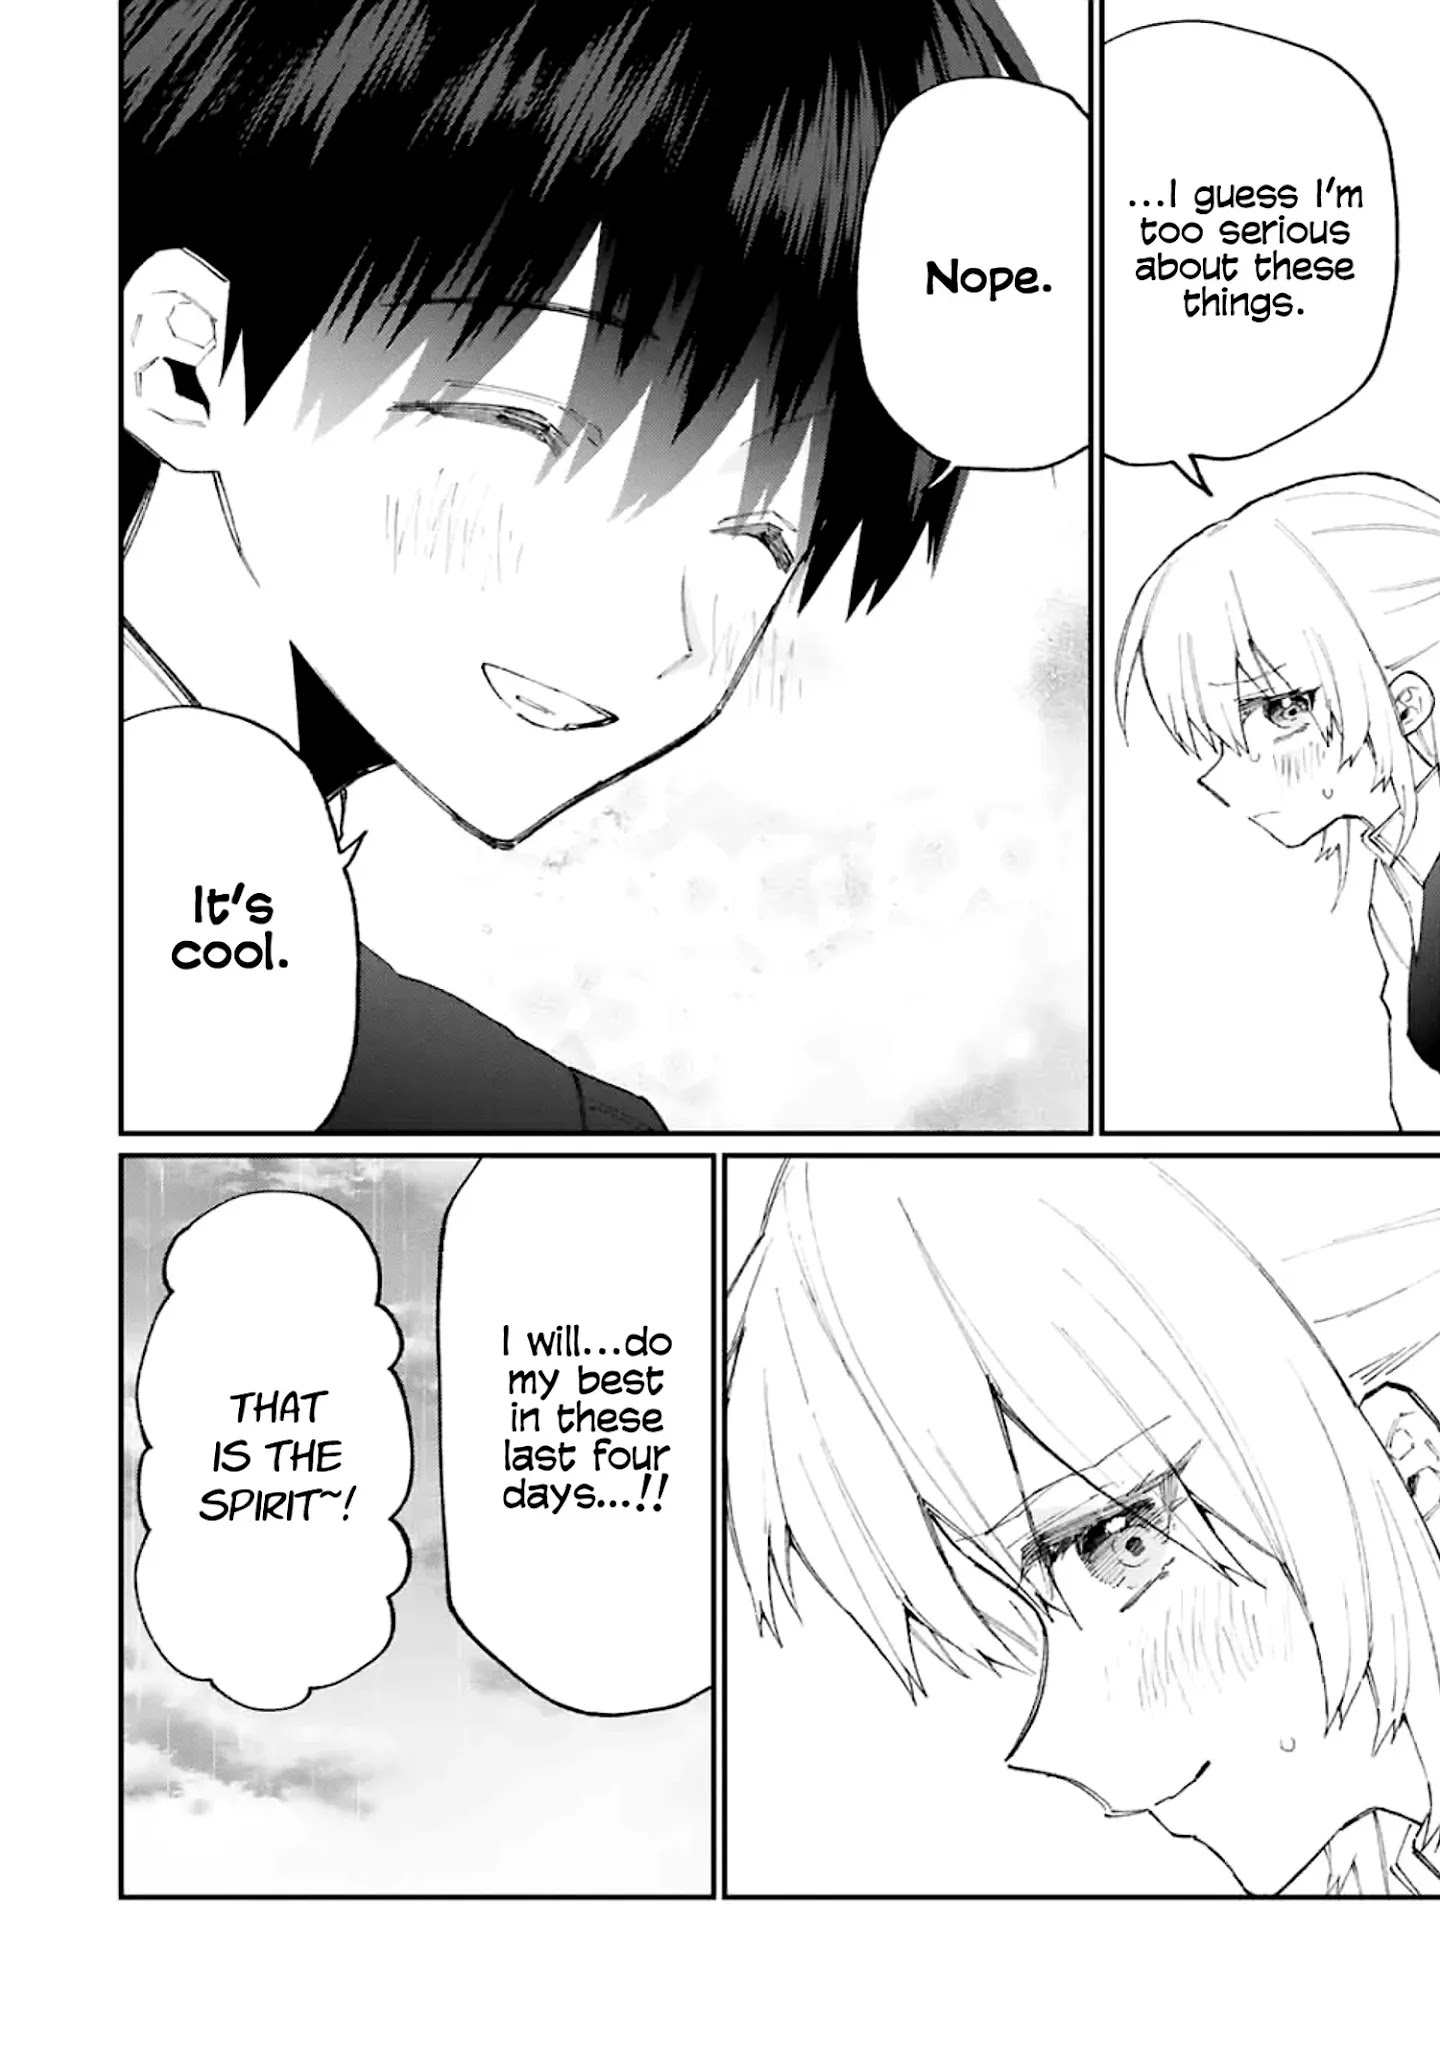 ...I guess I'm
too serious
about these
things.
Nope.
It's
cool.
I will...do
my best
in these
last four
days...!!
THAT
IS THE
SPIRIT~!